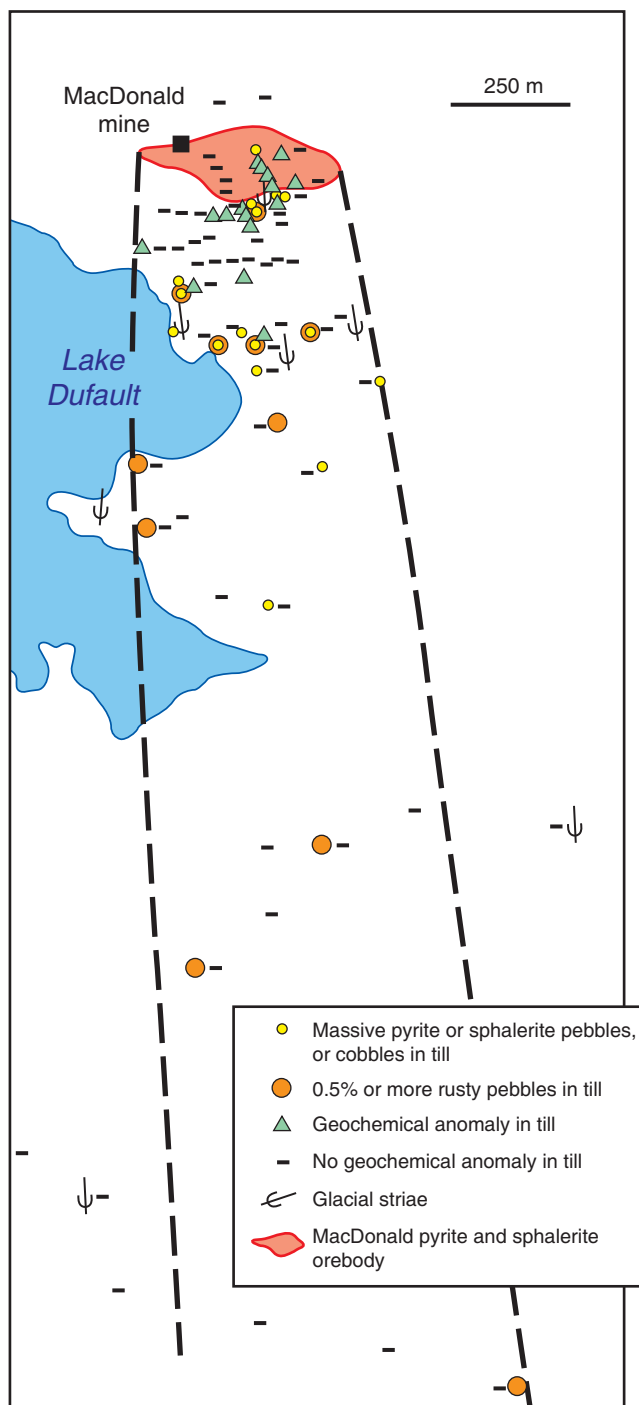 MacDonald
mine
250 m
Lake
Dufault
Massive pyrite or sphalerite pebbles,
or cobbles in till
0.5% or more rusty pebbles in till
Geochemical anomaly in till
No geochemical anomaly in till
Glacial striae
MacDonald pyrite and sphalerite
orebody